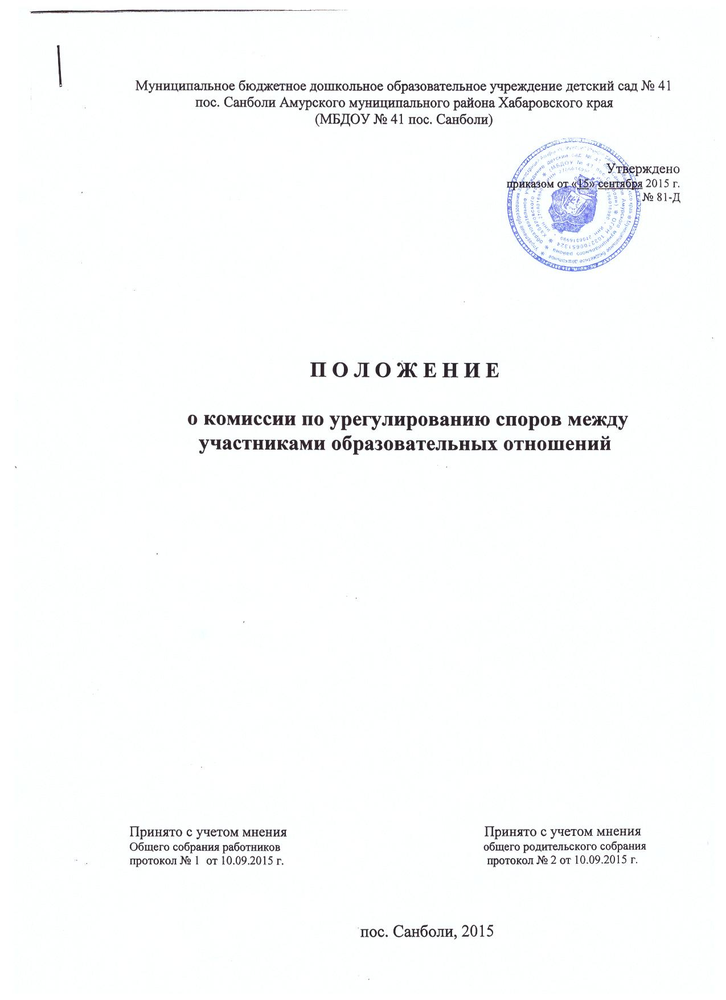 Муниципальное бюджетное дошкольное образовательное учреждение детский сад № 41
пос. Санболи Амурского муниципального района Хабаровского края
(МБДОУ № 41 пос. Санболи)
Утверждено
приказом от «15» сентября 2015 г.
№ 81-Д
П О Л О Ж Е Н И Е
о комиссии по урегулированию споров между
участниками образовательных отношений
Принято с учетом мнения
Общего собрания работников
протокол № 1 от 10.09.2015 г.
Принято с учетом мнения
общего родительского собрания
протокол № 2 от 10.09.2015 г.
пос. Санболи, 2015